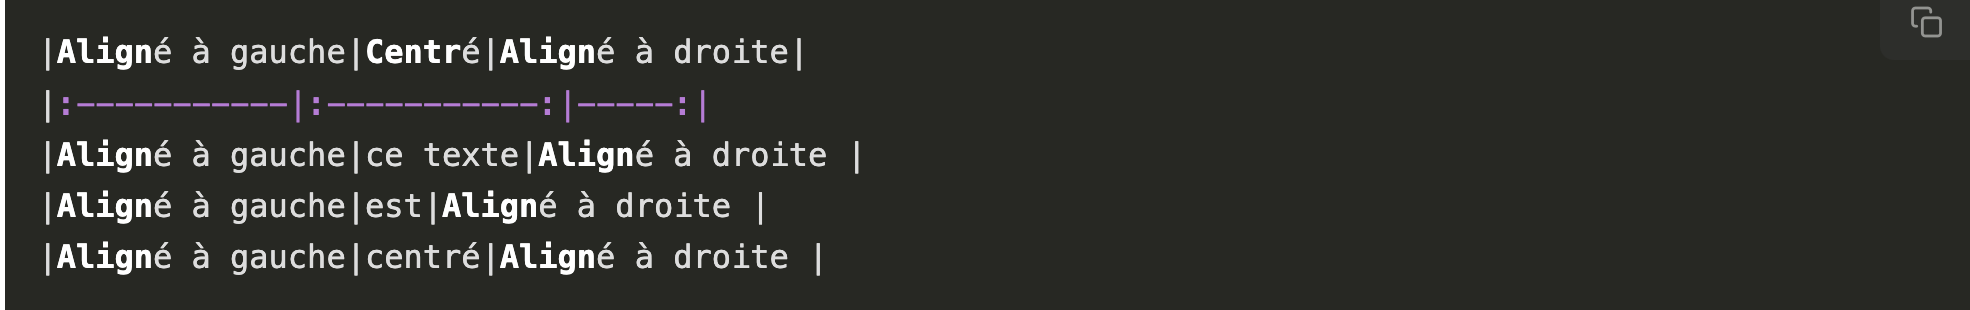 |Aligné à gauche|Centré|Aligné à droite|
|:-----------|:-----------:|-----:|
|Aligné à gauche|ce texte|Aligné à droite |
|Aligné à gauche|est|Aligné à droite |
|Aligné à gauche|centré|Aligné à droite |